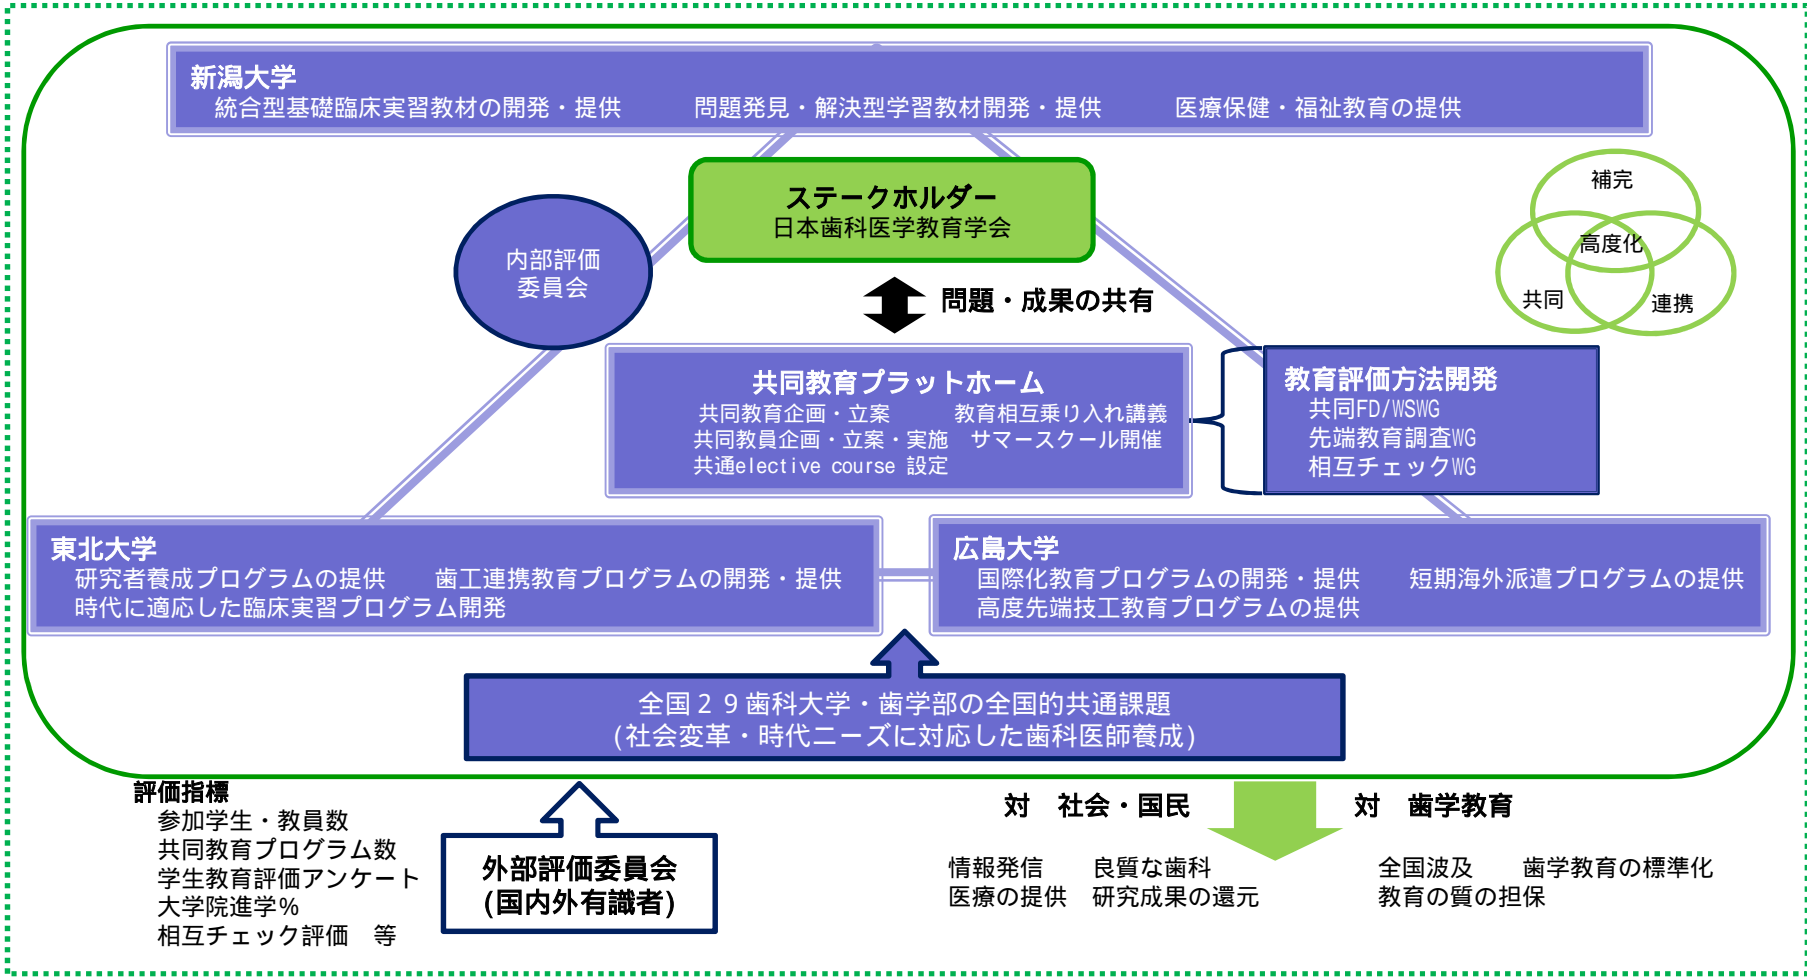 新潟大学
統合型基礎臨床実習教材の開発・提供　　　問題発見・解決型学習教材開発・提供　　　医療保健・福祉教育の提供
ステークホルダー
日本歯科医学教育学会
内部評価
委員会
補完
高度化
共同
連携
問題・成果の共有
共同教育プラットホーム
共同教育企画・立案　　　教育相互乗り入れ講義
共同教員企画・立案・実施　サマースクール開催
共通elective course 設定
教育評価方法開発
共同FD/WSWG
先端教育調査WG
相互チェックWG
東北大学
研究者養成プログラムの提供　　歯工連携教育プログラムの開発・提供
時代に適応した臨床実習プログラム開発
広島大学
国際化教育プログラムの開発・提供　　短期海外派遣プログラムの提供
高度先端技工教育プログラムの提供
全国２９歯科大学・歯学部の全国的共通課題
(社会変革・時代ニーズに対応した歯科医師養成)
評価指標
参加学生・教員数
共同教育プログラム数
学生教育評価アンケート
大学院進学％
相互チェック評価　等
外部評価委員会
(国内外有識者)
対　社会・国民
情報発信　　良質な歯科
医療の提供　研究成果の還元
対　歯学教育
全国波及　　歯学教育の標準化
教育の質の担保